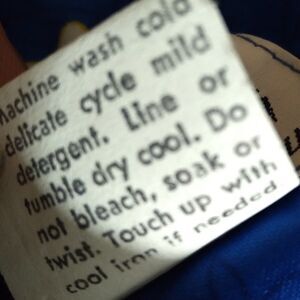 Machine wash cold
delicate cycle mild
detergent. Line or
tumble dry cool. Do
not bleach, soak or
twist. Touch up with
cool iron if needed